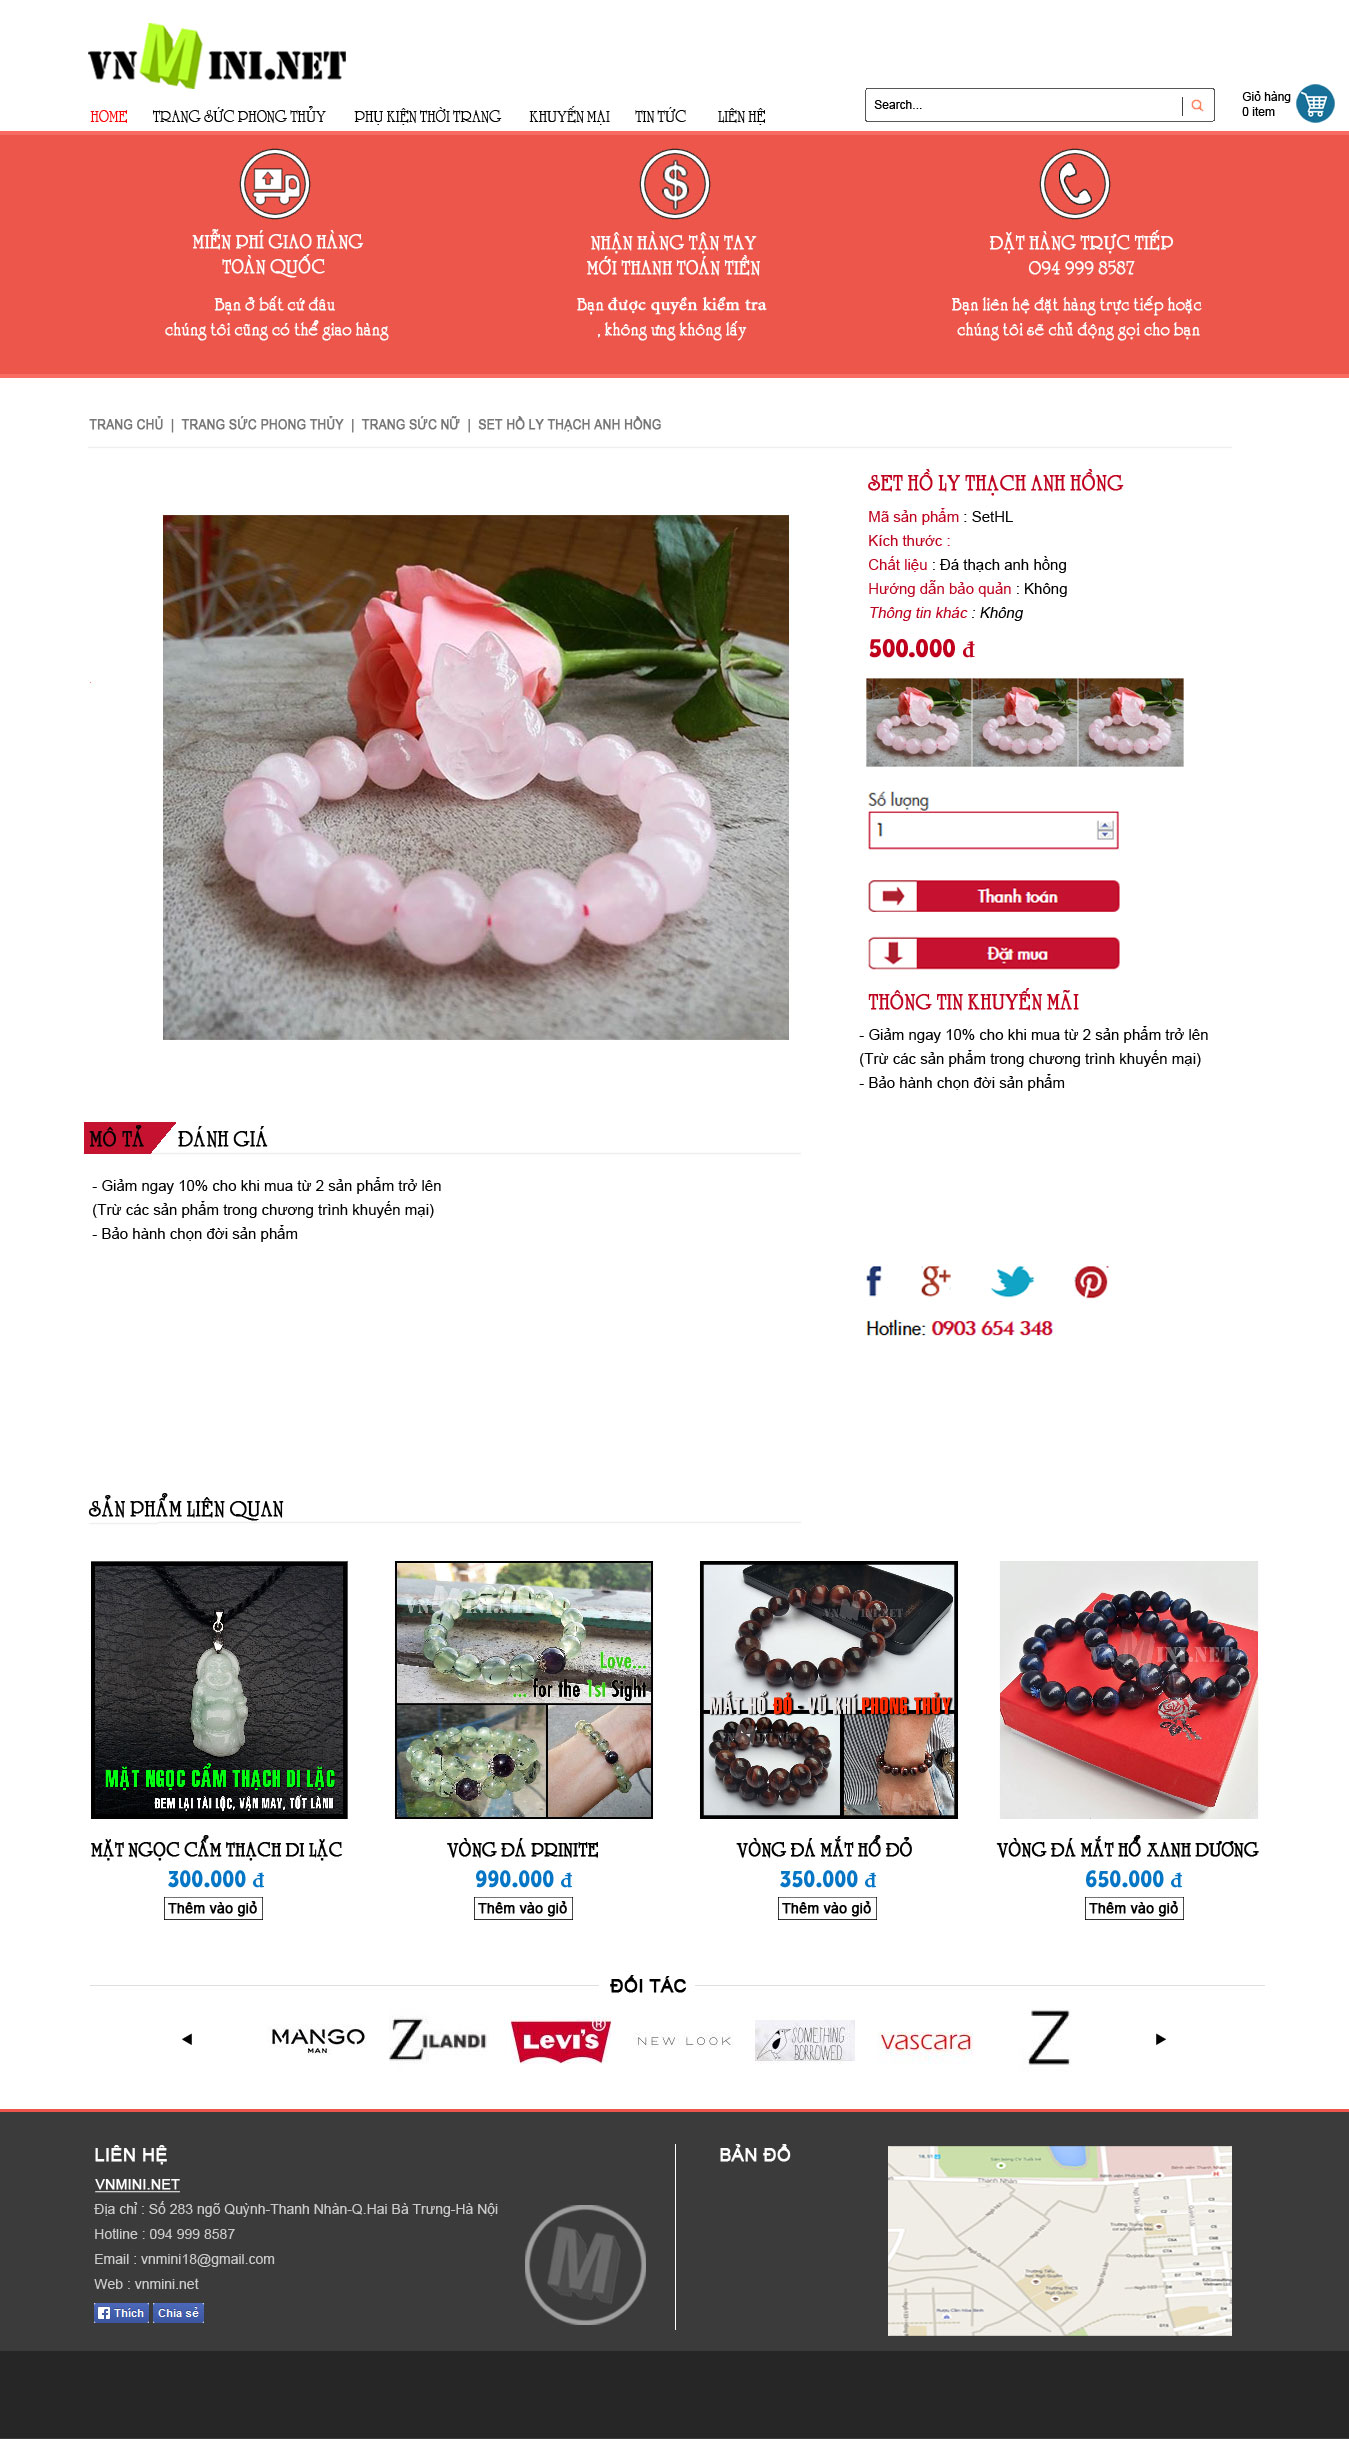 VNMINI.NET
HOME TRANG SỨC PHONG THỦY PHỤ KIỆN THỜI TRANG KHUYẾN MẠI TIN TỨC LIÊN HỆ
Search...
Giỏ hàng
0 item
MIỄN PHÍ GIAO HÀNG
TOÀN QUỐC
Bạn ở bất cứ đâu
chúng tôi cũng có thể giao hàng
NHẬN HÀNG TẬN TAY
MỚI THANH TOÁN TIỀN
Bạn được quyền kiểm tra
, không ưng không lấy
ĐẶT HÀNG TRỰC TIẾP
094 999 8587
Bạn liên hệ đặt hàng trực tiếp hoặc
chúng tôi sẽ chủ động gọi cho bạn
TRANG CHỦ | TRANG SỨC PHONG THỦY | TRANG SỨC NỮ | SET HỒ LY THẠCH ANH HỒNG
SET HỒ LY THẠCH ANH HỒNG
Mã sản phẩm : SetHL
Kích thước :
Chất liệu : Đá thạch anh hồng
Hướng dẫn bảo quản : Không
Thông tin khác : Không
500.000 đ
Số lượng
1
Thanh toán
Đặt mua
THÔNG TIN KHUYẾN MÃI
- Giảm ngay 10% cho khi mua từ 2 sản phẩm trở lên
(Trừ các sản phẩm trong chương trình khuyến mại)
- Bảo hành chọn đời sản phẩm
MÔ TẢ ĐÁNH GIÁ
- Giảm ngay 10% cho khi mua từ 2 sản phẩm trở lên
(Trừ các sản phẩm trong chương trình khuyến mại)
- Bảo hành chọn đời sản phẩm
f g+
Hotline: 0903 654 348
SẢN PHẨM LIÊN QUAN
MẶT NGỌC CẨM THẠCH DI LẶC
ĐEM LẠI TÀI LỘC, VẬN MAY, TỐT LÀNH
VNMINI.NET
Love...
... for the 1st Sight
VNMINI.NET
MẮT HỔ ĐỎ - VŨ KHÍ PHONG THỦY
VNMINI.NET
VNMINI.NET
MẶT NGỌC CẨM THẠCH DI LẶC
300.000 đ
Thêm vào giỏ
VÒNG ĐÁ PRINITE
990.000 đ
Thêm vào giỏ
VÒNG ĐÁ MẮT HỔ ĐỎ
350.000 đ
Thêm vào giỏ
VÒNG ĐÁ MẮT HỔ XANH DƯƠNG
650.000 đ
Thêm vào giỏ
ĐỐI TÁC
MANGO
MAN
ZILANDI
LEVI'S
NEW LOOK
SOMETHING
BORROWED
vascara
Z
LIÊN HỆ
VNMINI.NET
Địa chỉ : Số 283 ngõ Quỳnh-Thanh Nhàn-Q.Hai Bà Trưng-Hà Nội
Hotline : 094 999 8587
Email : vnmini18@gmail.com
Web : vnmini.net
Thích Chia sẻ
M
BẢN ĐỒ
Thanh Nhàn